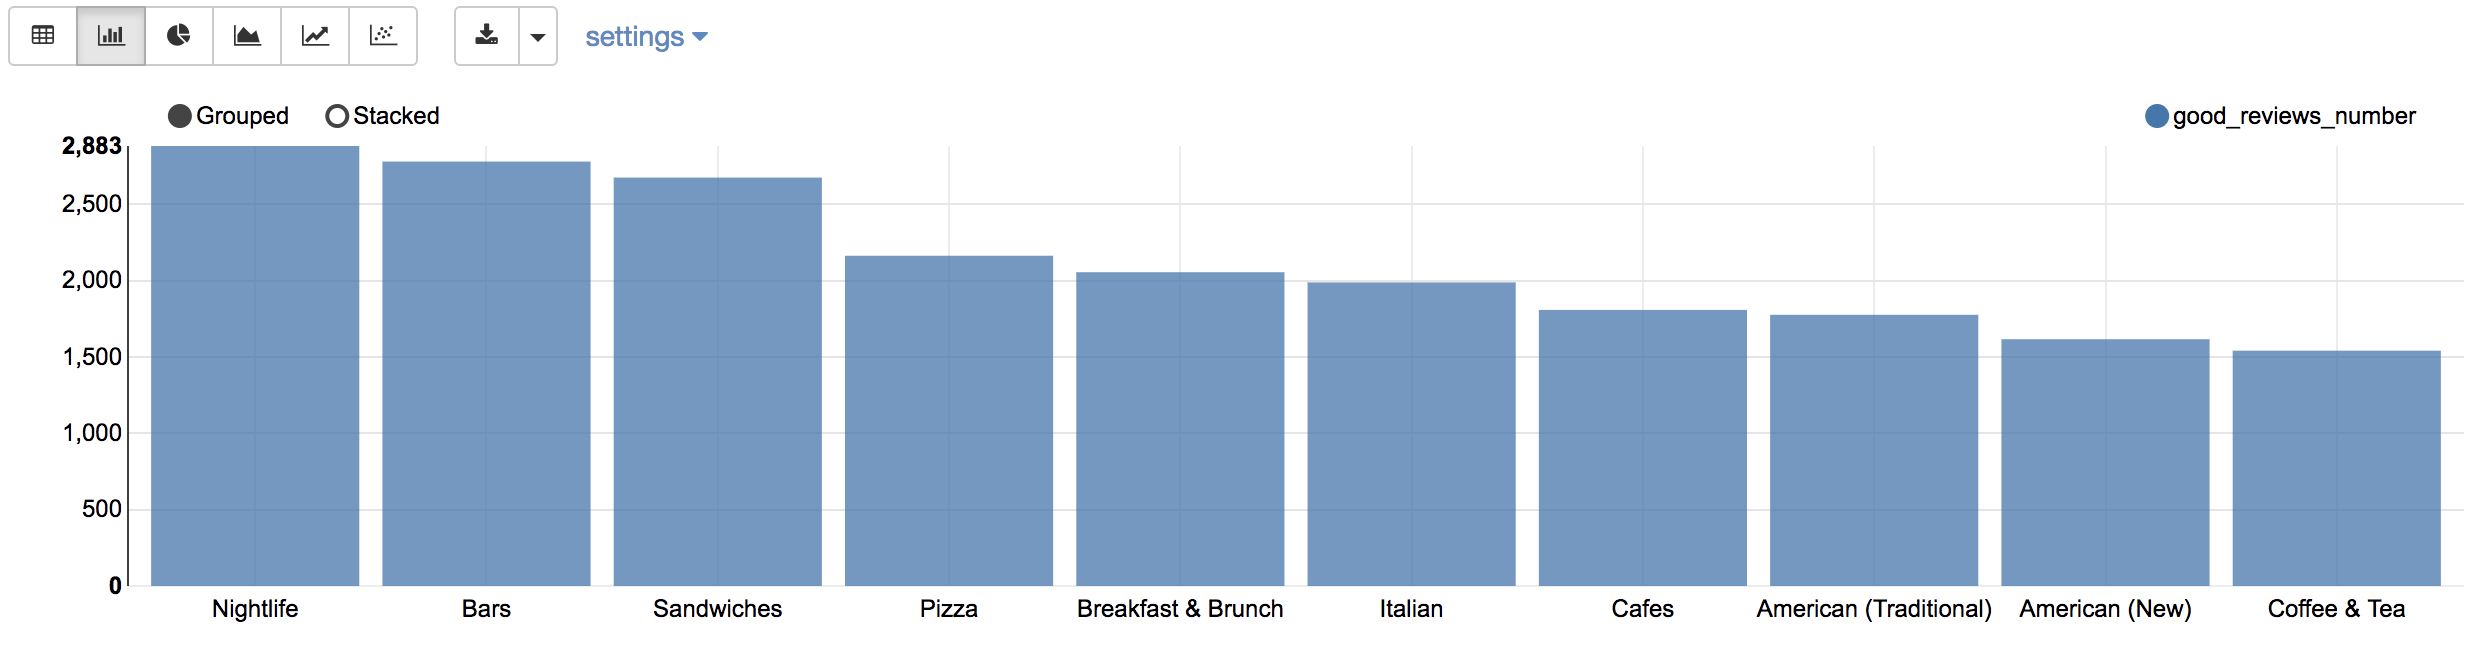 settings
Grouped Stacked good_reviews_number
2,883
2,500
2,000
1,500
1,000
500
0
Nightlife Bars Sandwiches Pizza Breakfast & Brunch Italian Cafes American (Traditional) American (New) Coffee & Tea